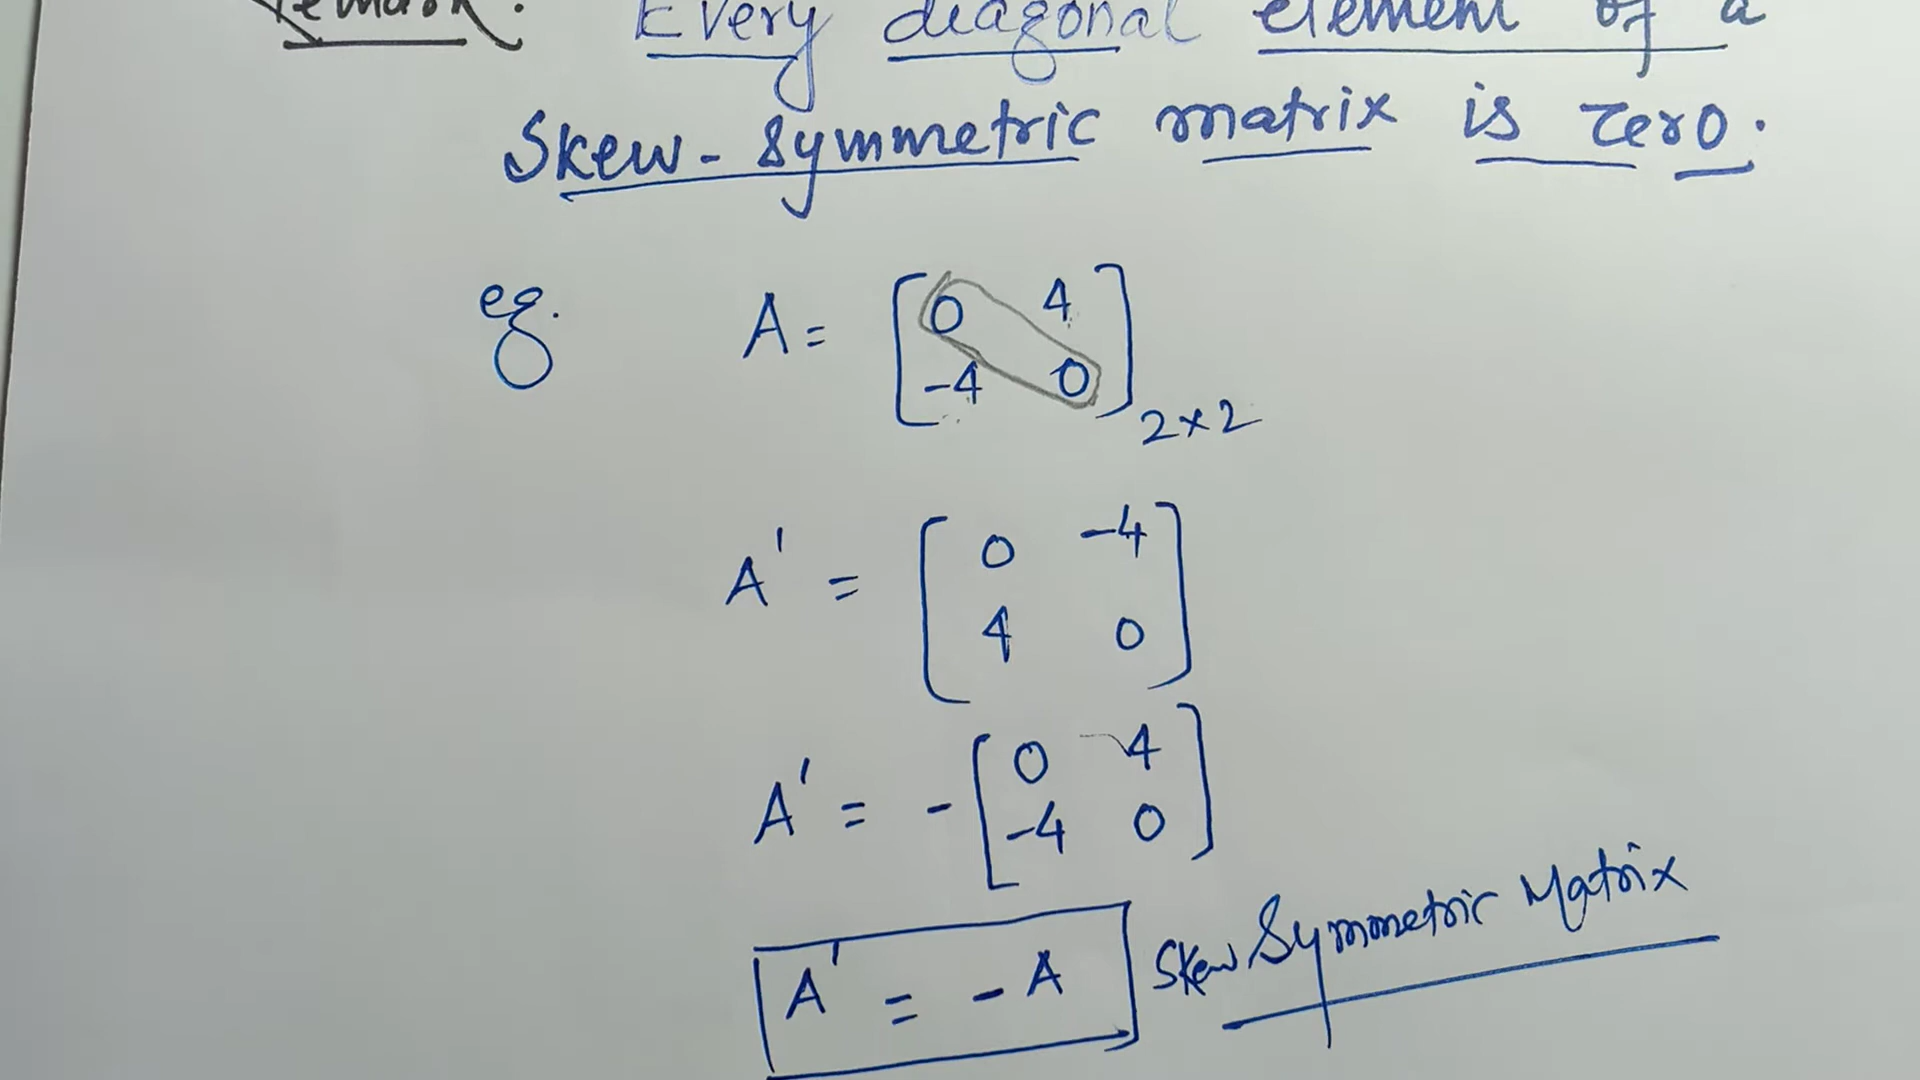 Remark: Every diagonal element of a
Skew-symmetric matrix is zero.
eg. A = [0 4
-4 0] 2×2
A' = [0 -4
4 0]
A' = -[0 4
-4 0]
A' = -A Skew Symmetric Matrix